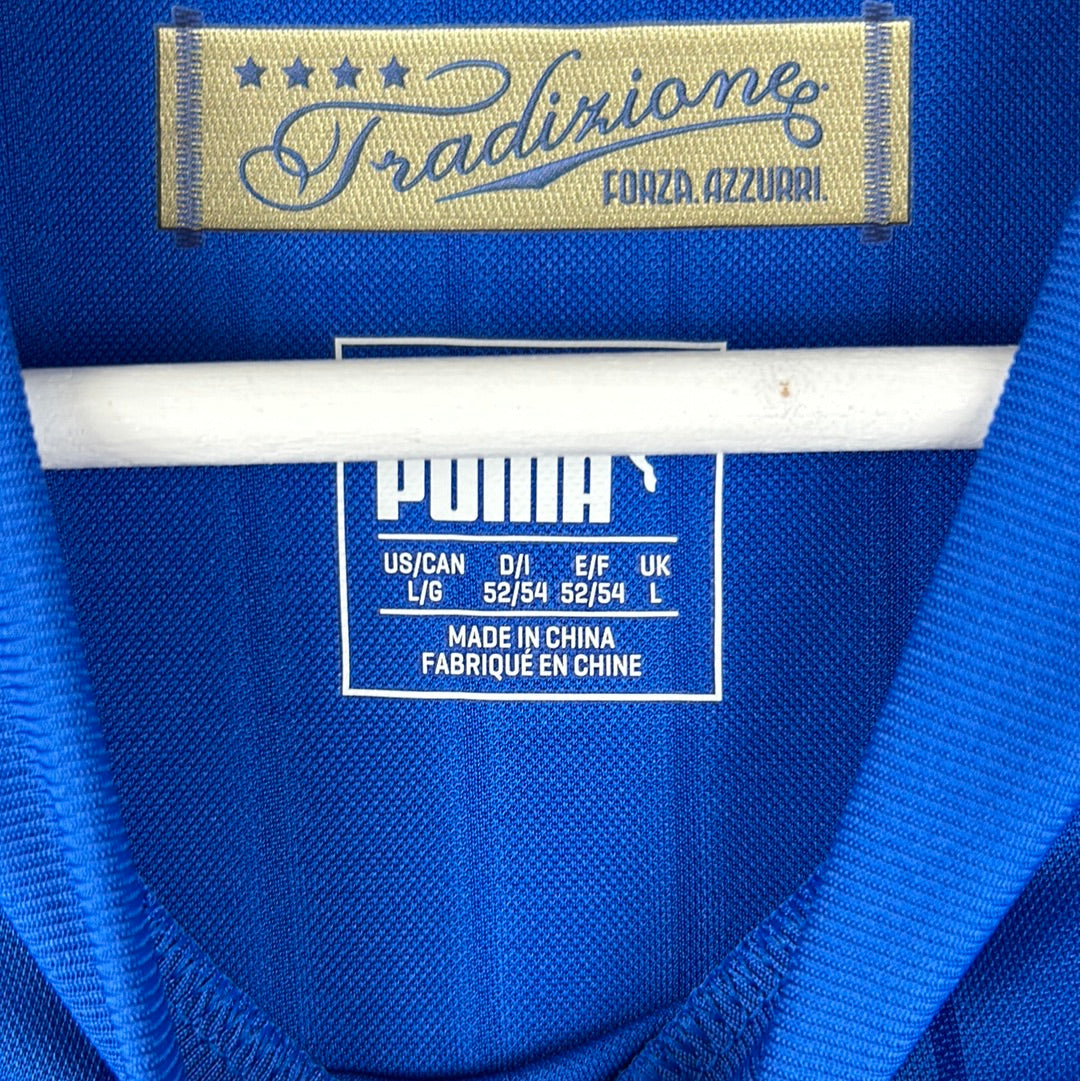 Tradizione
FORZA.AZZURRI.
PUMA
US/CAN D/I E/F UK
L/G 52/54 52/54 L
MADE IN CHINA
FABRIQUÉ EN CHINE